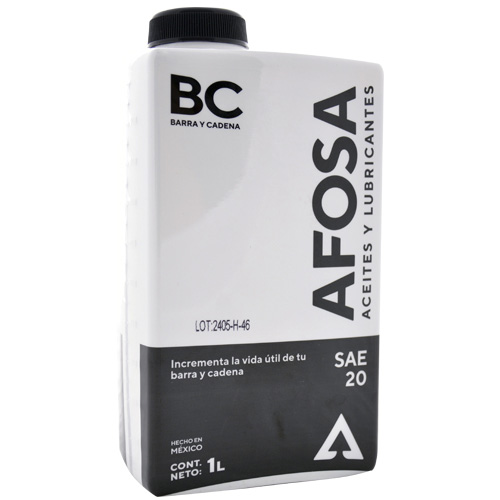 BC
BARRA Y CADENA
AFOSA
ACEITES Y LUBRICANTES
LOT:2405-H-46
Incrementa la vida útil de tu
barra y cadena
SAE
20
HECHO EN
MÉXICO
CONT.
NETO: 1L